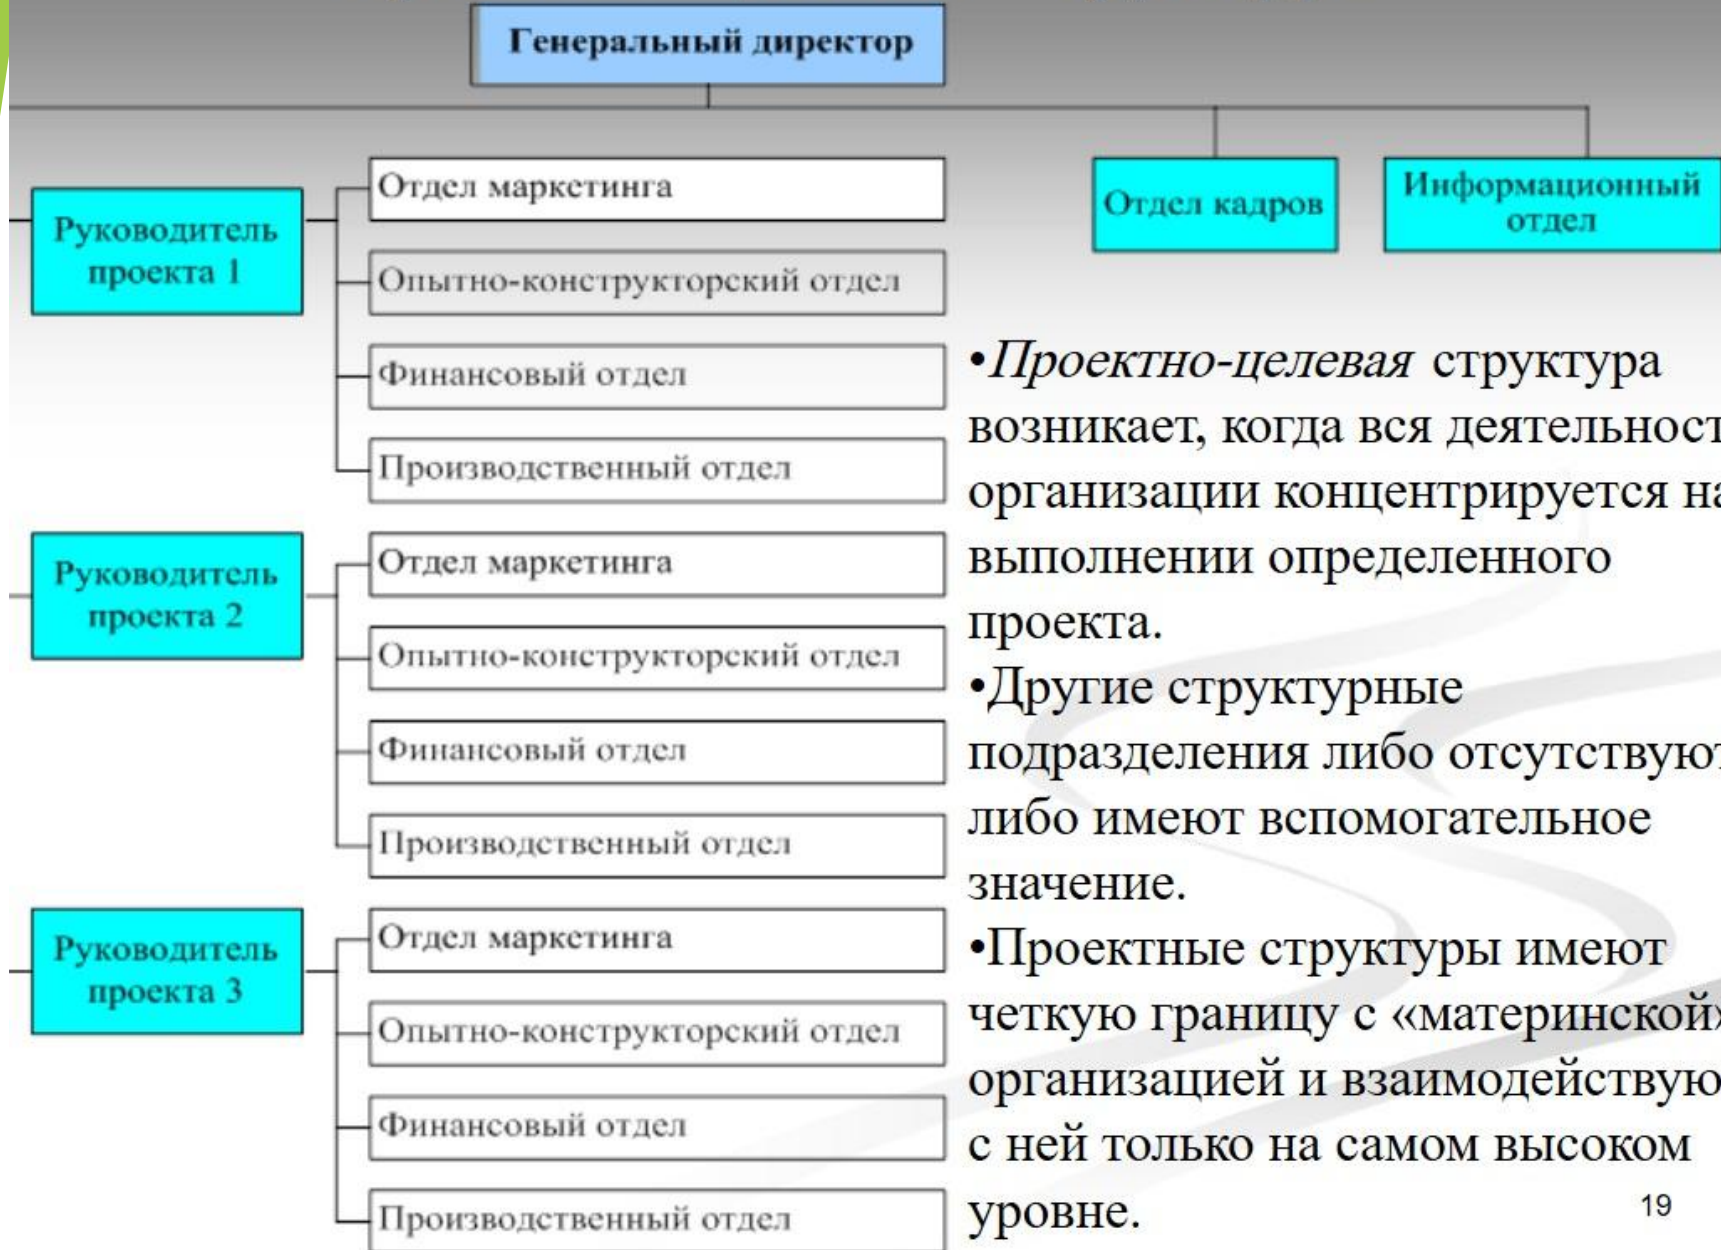 Генеральный директор
Отдел кадров
Информационный
отдел
Руководитель
проекта 1
Отдел маркетинга
Опытно-конструкторский отдел
Финансовый отдел
Производственный отдел
Руководитель
проекта 2
Отдел маркетинга
Опытно-конструкторский отдел
Финансовый отдел
Производственный отдел
Руководитель
проекта 3
Отдел маркетинга
Опытно-конструкторский отдел
Финансовый отдел
Производственный отдел
•Проектно-целевая структура
возникает, когда вся деятельност
организации концентрируется на
выполнении определенного
проекта.
•Другие структурные
подразделения либо отсутствуют
либо имеют вспомогательное
значение.
•Проектные структуры имеют
четкую границу с «материнской»
организацией и взаимодействую
с ней только на самом высоком
уровне.
19